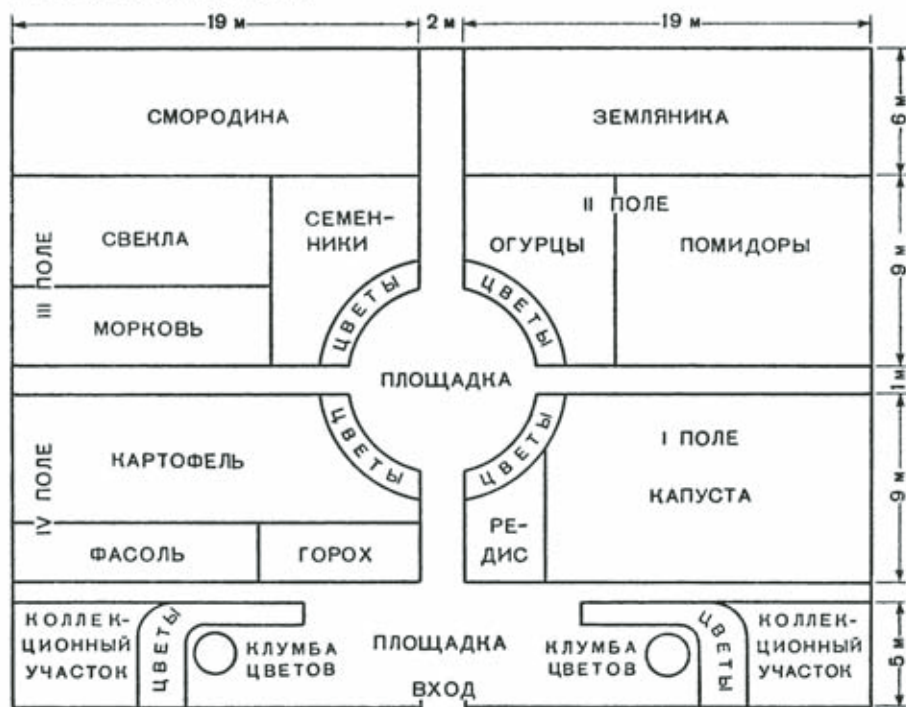 19 м 2 м 19 м
СМОРОДИНА
ЗЕМЛЯНИКА
6 м
III ПОЛЕ
СВЕКЛА
МОРКОВЬ
СЕМЕН-
НИКИ
ЦВЕТЫ
II ПОЛЕ
ОГУРЦЫ
ПОМИДОРЫ
ЦВЕТЫ
9 м
ПЛОЩАДКА
1 м
IV ПОЛЕ
КАРТОФЕЛЬ
ЦВЕТЫ
ФАСОЛЬ
ГОРОХ
ЦВЕТЫ
I ПОЛЕ
КАПУСТА
РЕ-
ДИС
9 м
КОЛЛЕК-
ЦИОННЫЙ
УЧАСТОК
ЦВЕТЫ
КЛУМБА
ЦВЕТОВ
ПЛОЩАДКА
ВХОД
КЛУМБА
ЦВЕТОВ
ЦВЕТЫ
КОЛЛЕК-
ЦИОННЫЙ
УЧАСТОК
5 м